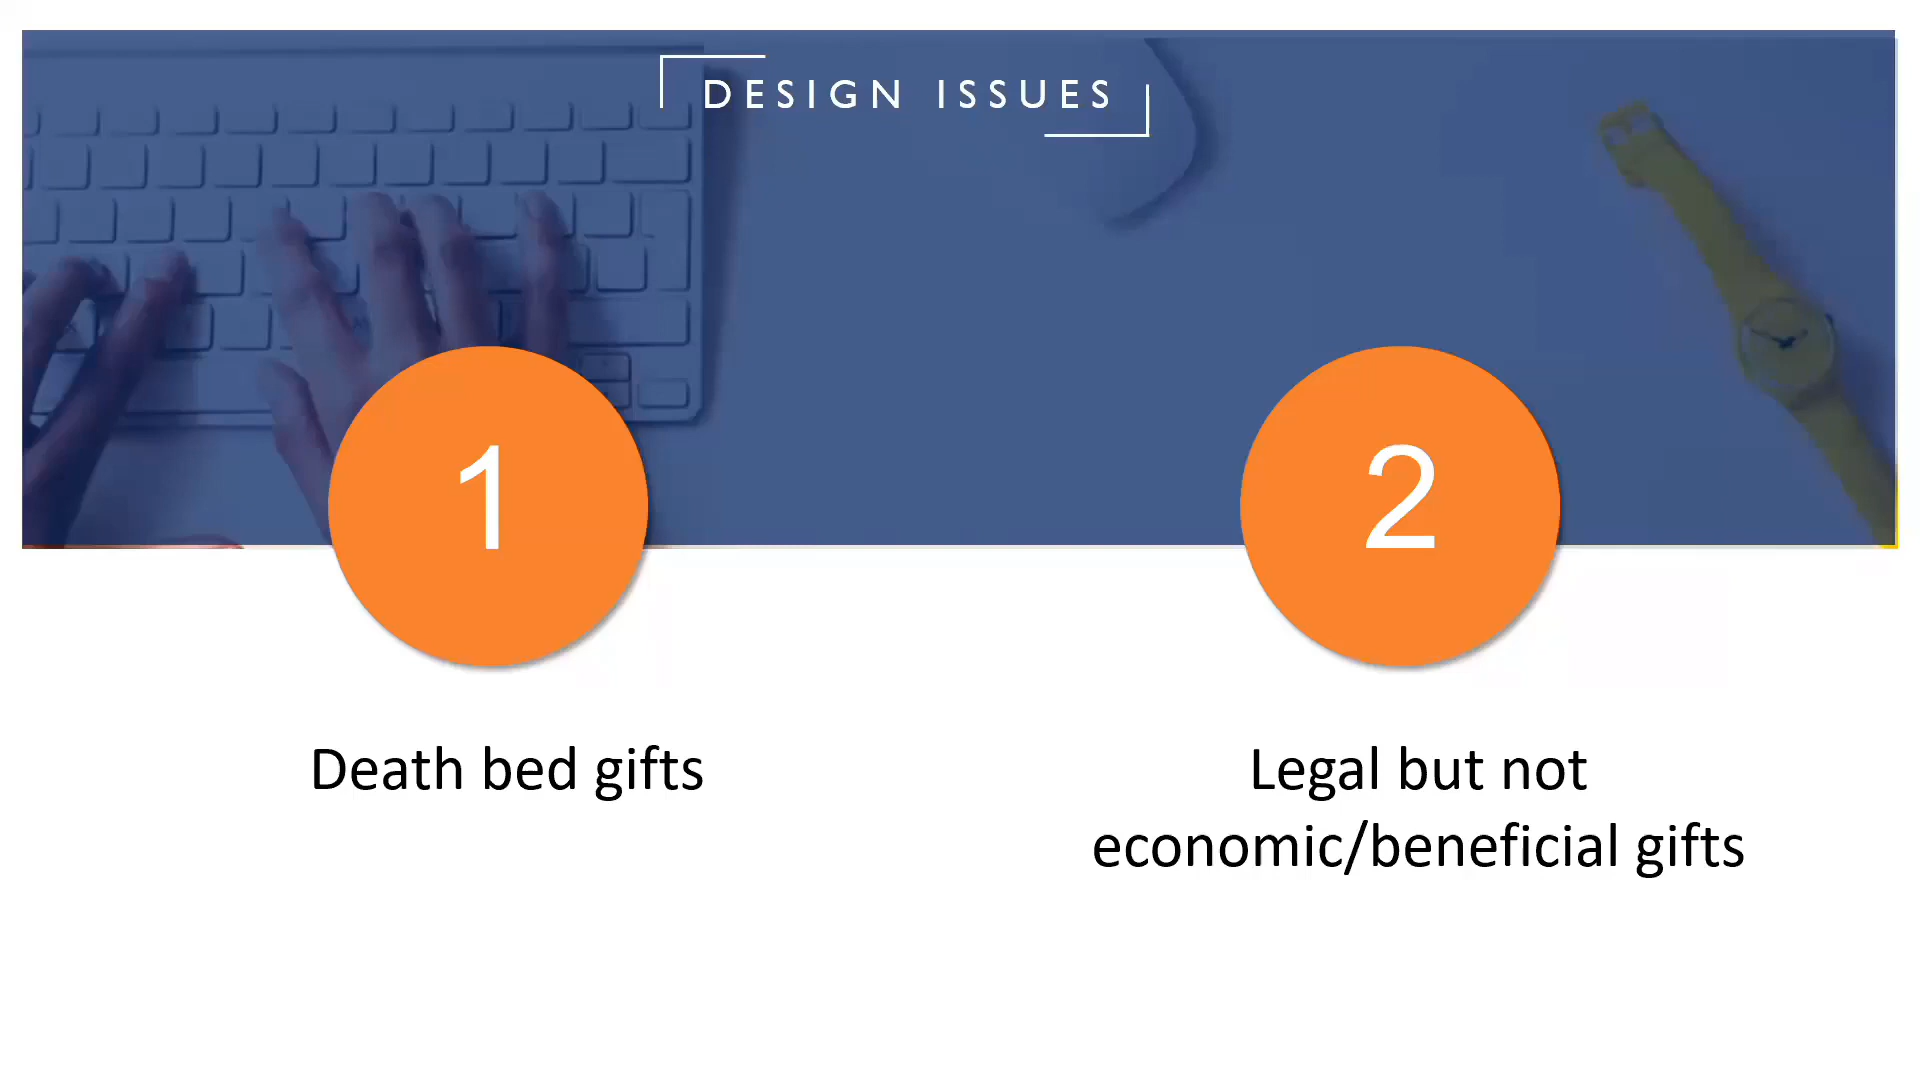 DESIGN ISSUES
1
2
Death bed gifts
Legal but not
economic/beneficial gifts